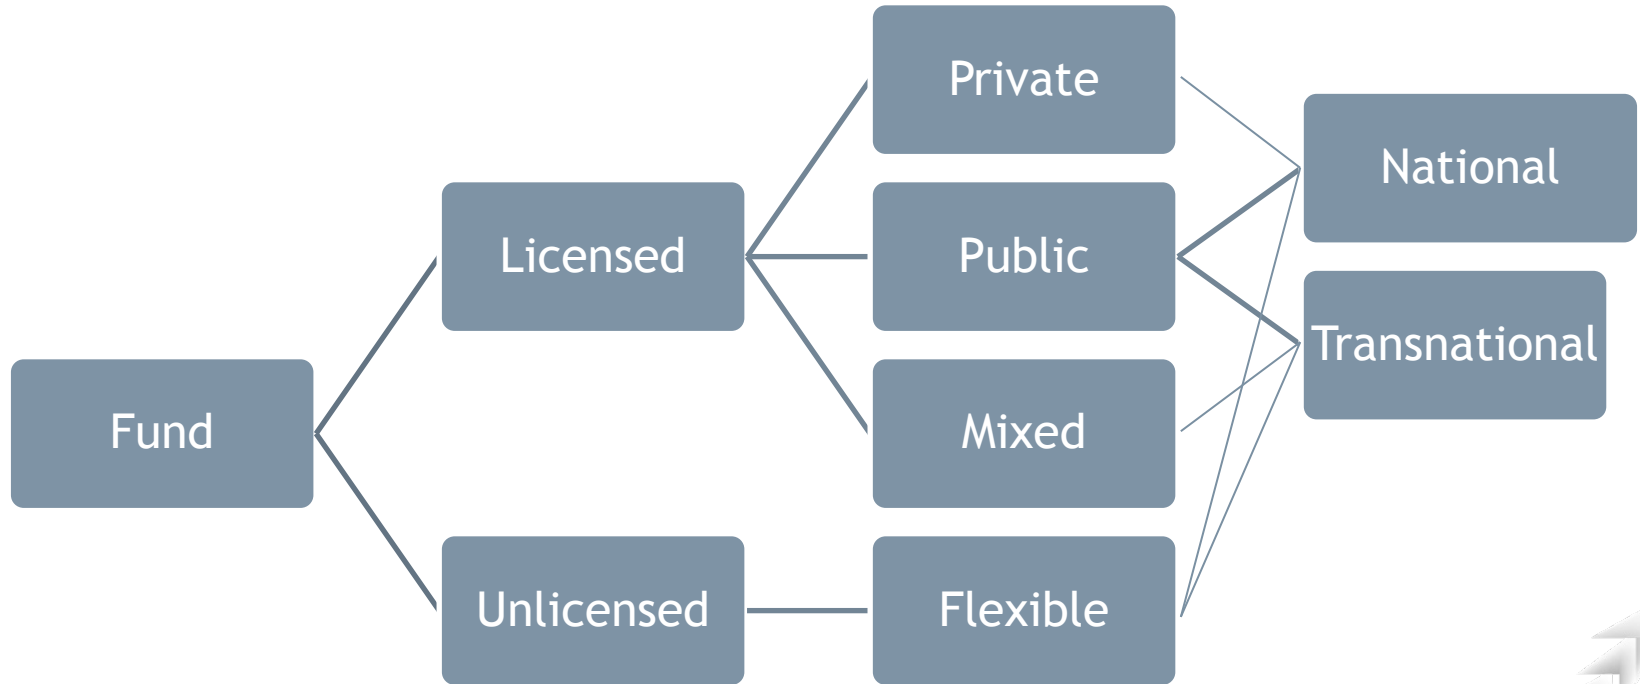 Fund
Licensed
Unlicensed
Private
Public
Mixed
Flexible
National
Transnational